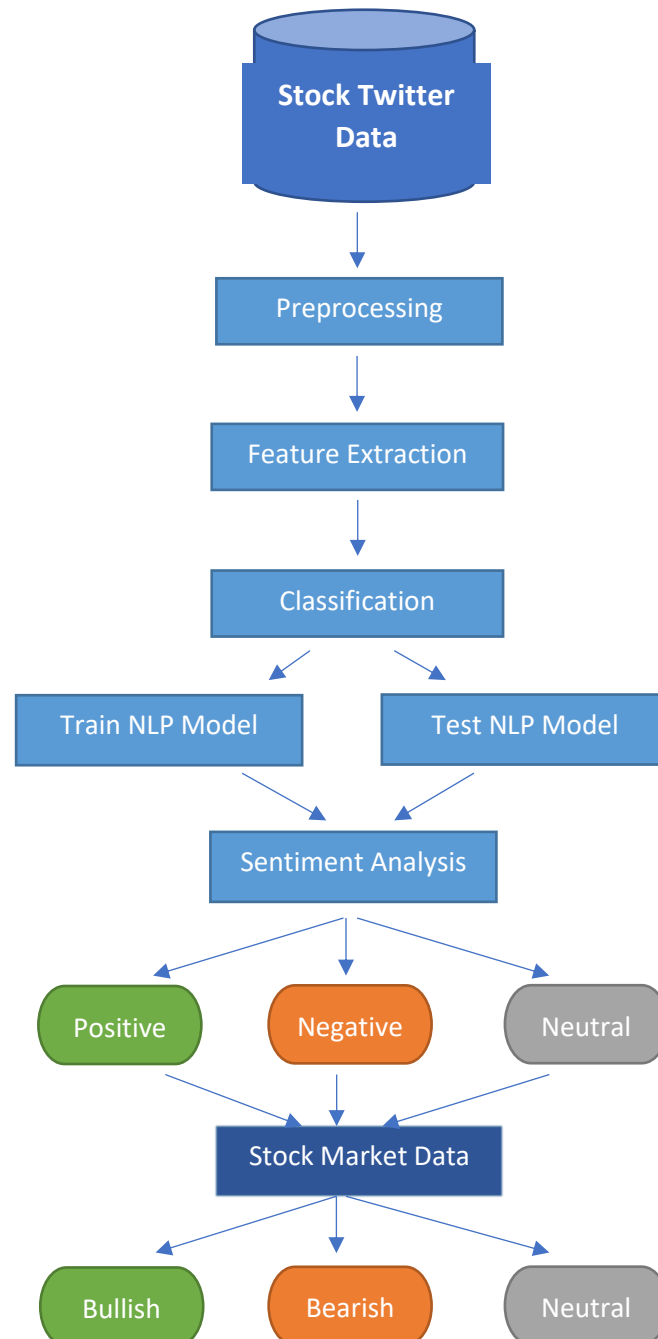 Stock Twitter
Data
Preprocessing
Feature Extraction
Classification
Train NLP Model
Test NLP Model
Sentiment Analysis
Positive
Negative
Neutral
Stock Market Data
Bullish
Bearish
Neutral